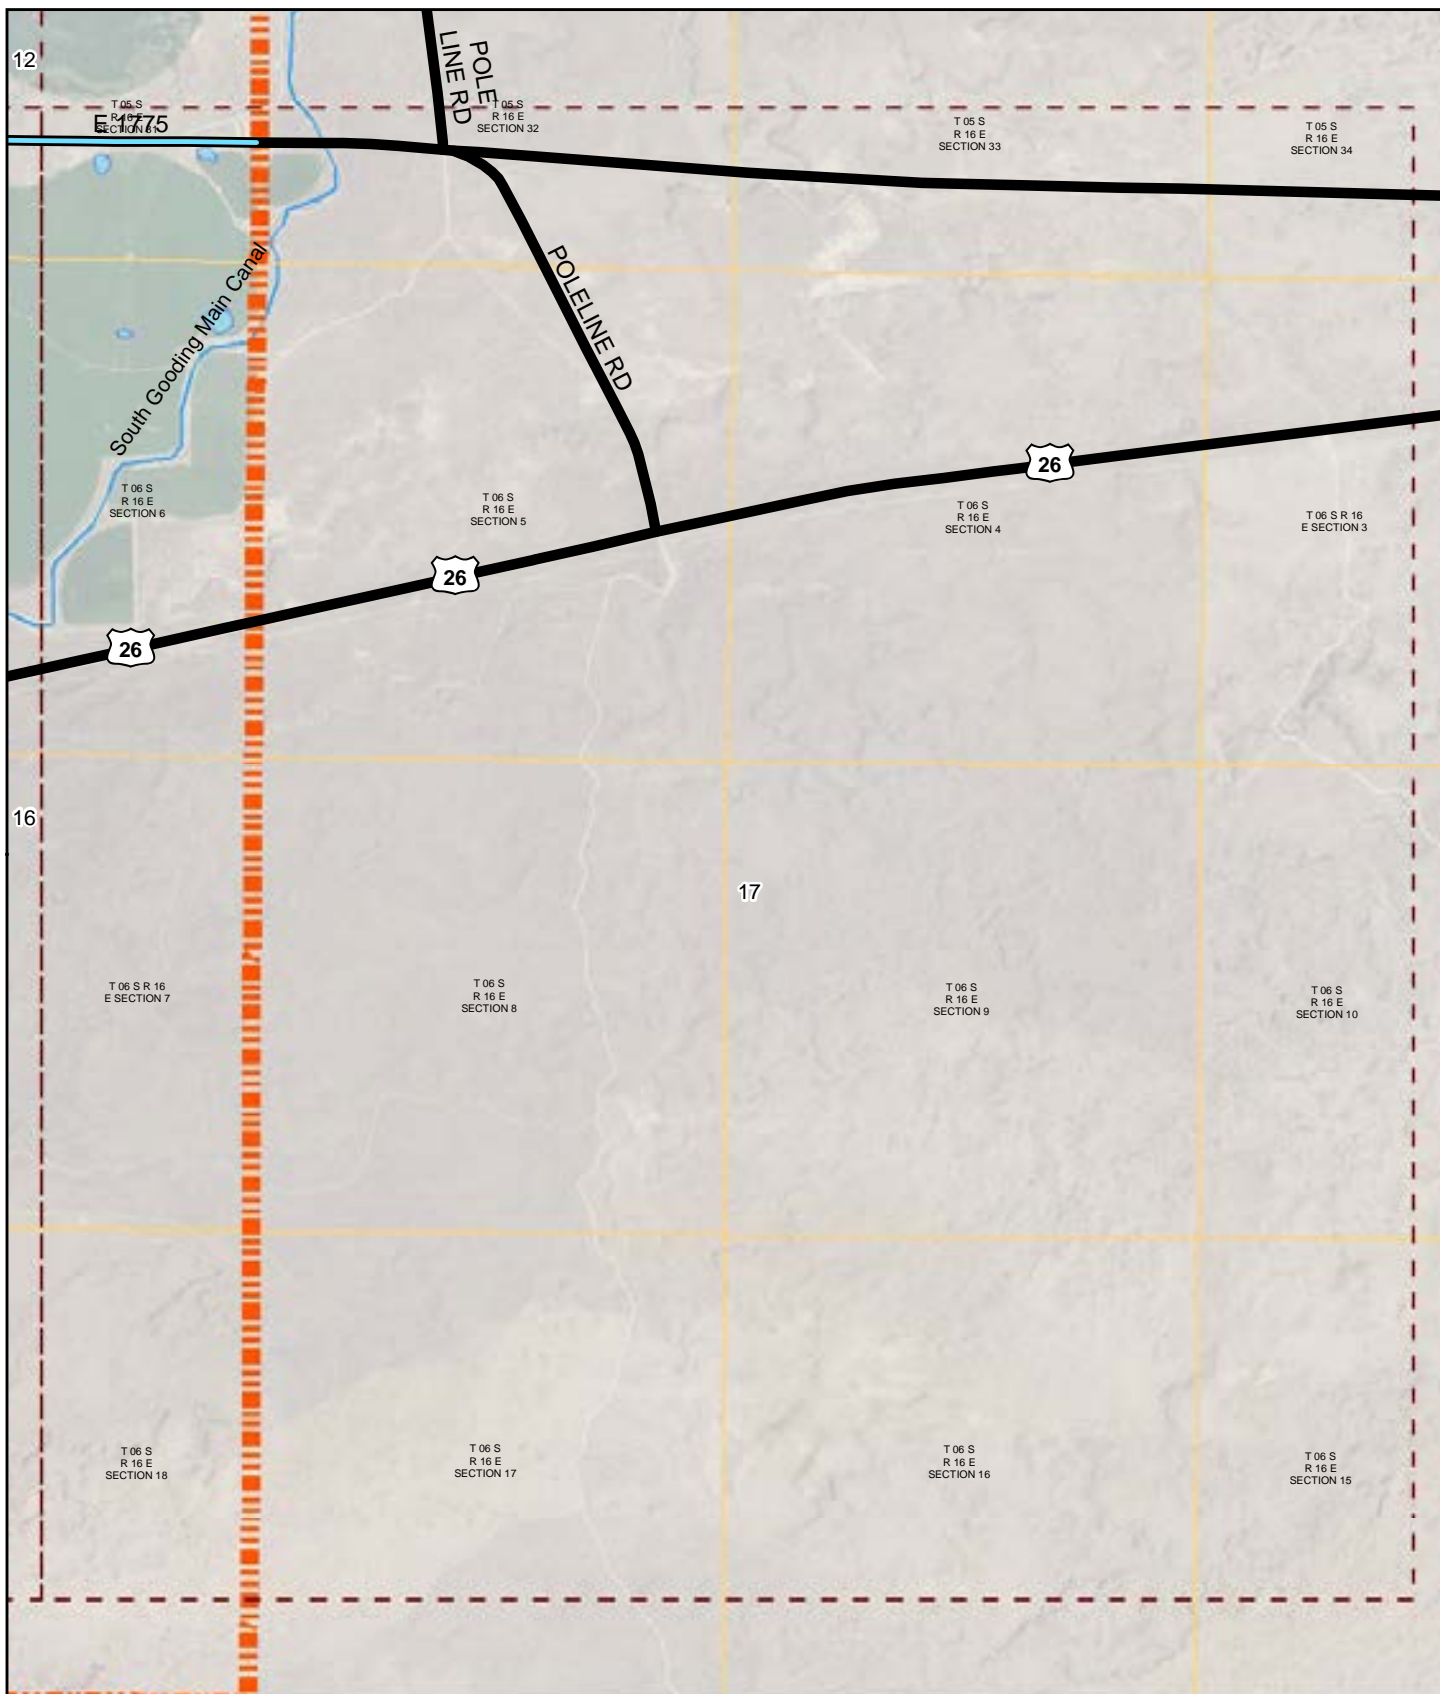 12
POLE
LINE RD
T 05 S
R 16 E
SECTION 31
E 1775
T 05 S
R 16 E
SECTION 32
T 05 S
R 16 E
SECTION 33
T 05 S
R 16 E
SECTION 34
South Gooding Main Canal
POLELINE RD
26
T 06 S
R 16 E
SECTION 6
T 06 S
R 16 E
SECTION 5
T 06 S
R 16 E
SECTION 4
T 06 S R 16
E SECTION 3
26
26
16
17
T 06 S R 16
E SECTION 7
T 06 S
R 16 E
SECTION 8
T 06 S
R 16 E
SECTION 9
T 06 S
R 16 E
SECTION 10
T 06 S
R 16 E
SECTION 18
T 06 S
R 16 E
SECTION 17
T 06 S
R 16 E
SECTION 16
T 06 S
R 16 E
SECTION 15